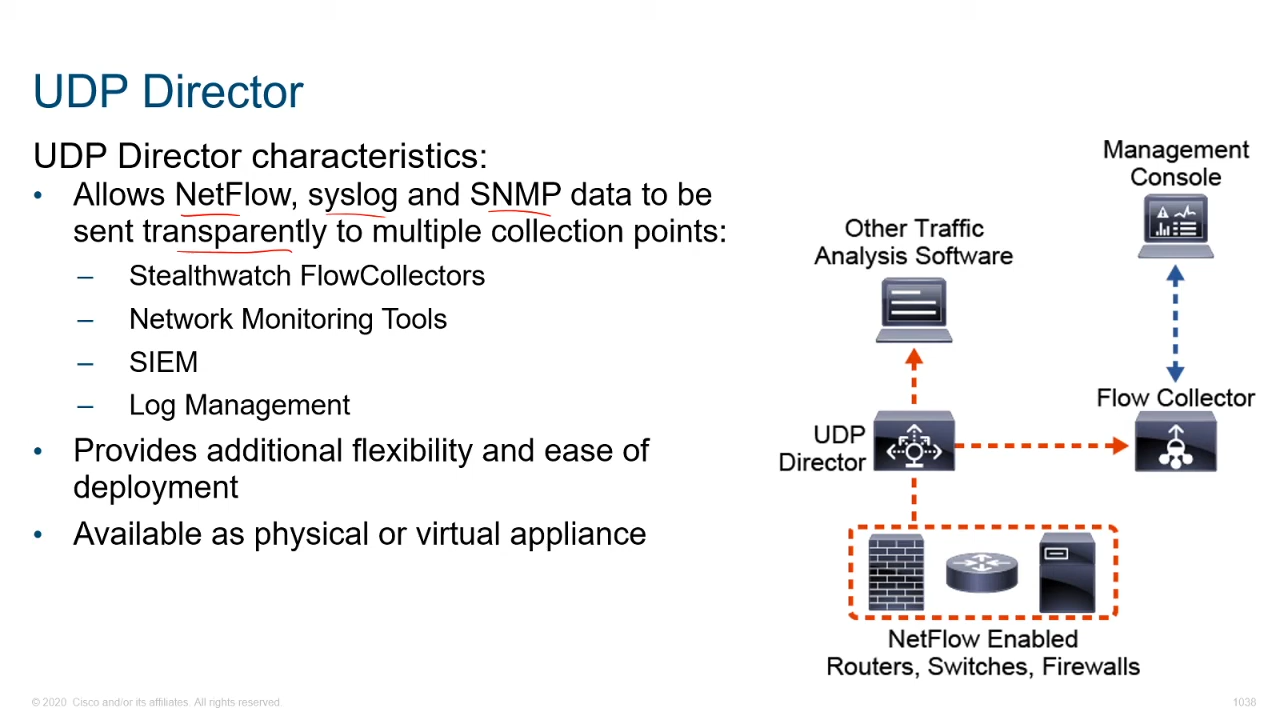 UDP Director
UDP Director characteristics:
• Allows NetFlow, syslog and SNMP data to be
sent transparently to multiple collection points:
– Stealthwatch FlowCollectors
– Network Monitoring Tools
– SIEM
– Log Management
• Provides additional flexibility and ease of
deployment
• Available as physical or virtual appliance
Management
Console
Other Traffic
Analysis Software
Flow Collector
UDP
Director
NetFlow Enabled
Routers, Switches, Firewalls
© 2020 Cisco and/or its affiliates. All rights reserved.
1038